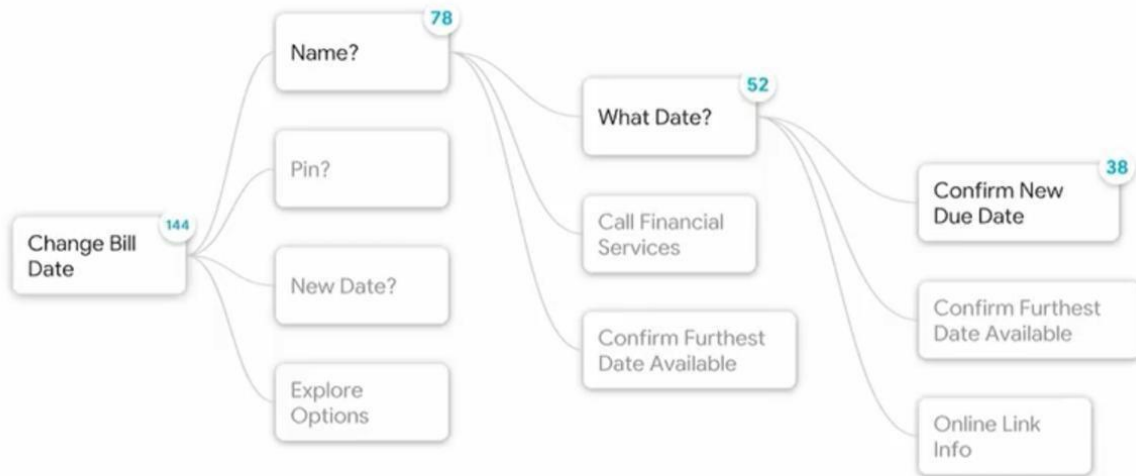 78
Name?
52
What Date?
Pin?
38
Confirm New
Due Date
144
Change Bill
Date
Call Financial
Services
New Date?
Confirm Furthest
Date Available
Confirm Furthest
Date Available
Explore
Options
Online Link
Info